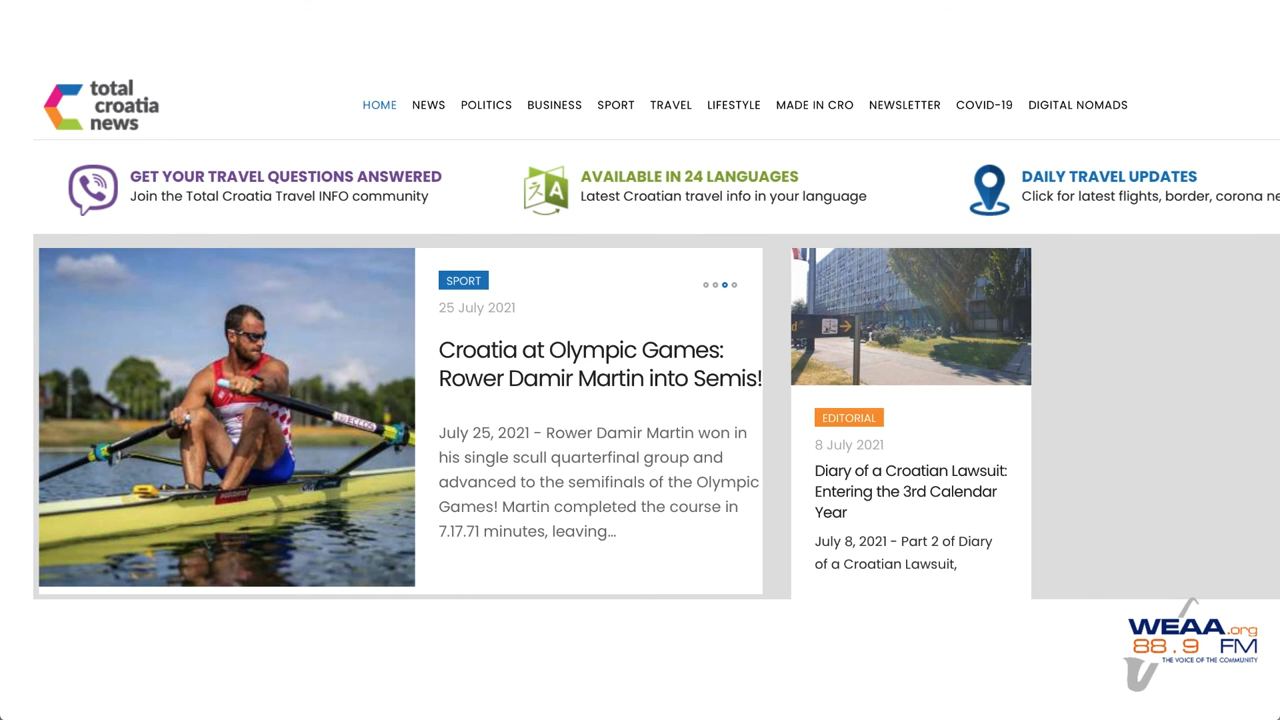 total
croatia
news
HOME NEWS POLITICS BUSINESS SPORT TRAVEL LIFESTYLE MADE IN CRO NEWSLETTER COVID-19 DIGITAL NOMADS
GET YOUR TRAVEL QUESTIONS ANSWERED
Join the Total Croatia Travel INFO community
A
AVAILABLE IN 24 LANGUAGES
Latest Croatian travel info in your language
DAILY TRAVEL UPDATES
Click for latest flights, border, corona ne
SPORT
25 July 2021
Croatia at Olympic Games:
Rower Damir Martin into Semis!
July 25, 2021 - Rower Damir Martin won in
his single scull quarterfinal group and
advanced to the semifinals of the Olympic
Games! Martin completed the course in
7.17.71 minutes, leaving...
EDITORIAL
8 July 2021
Diary of a Croatian Lawsuit:
Entering the 3rd Calendar
Year
July 8, 2021 - Part 2 of Diary
of a Croatian Lawsuit,
WEAA.org
88.9 FM
THE VOICE OF THE COMMUNITY